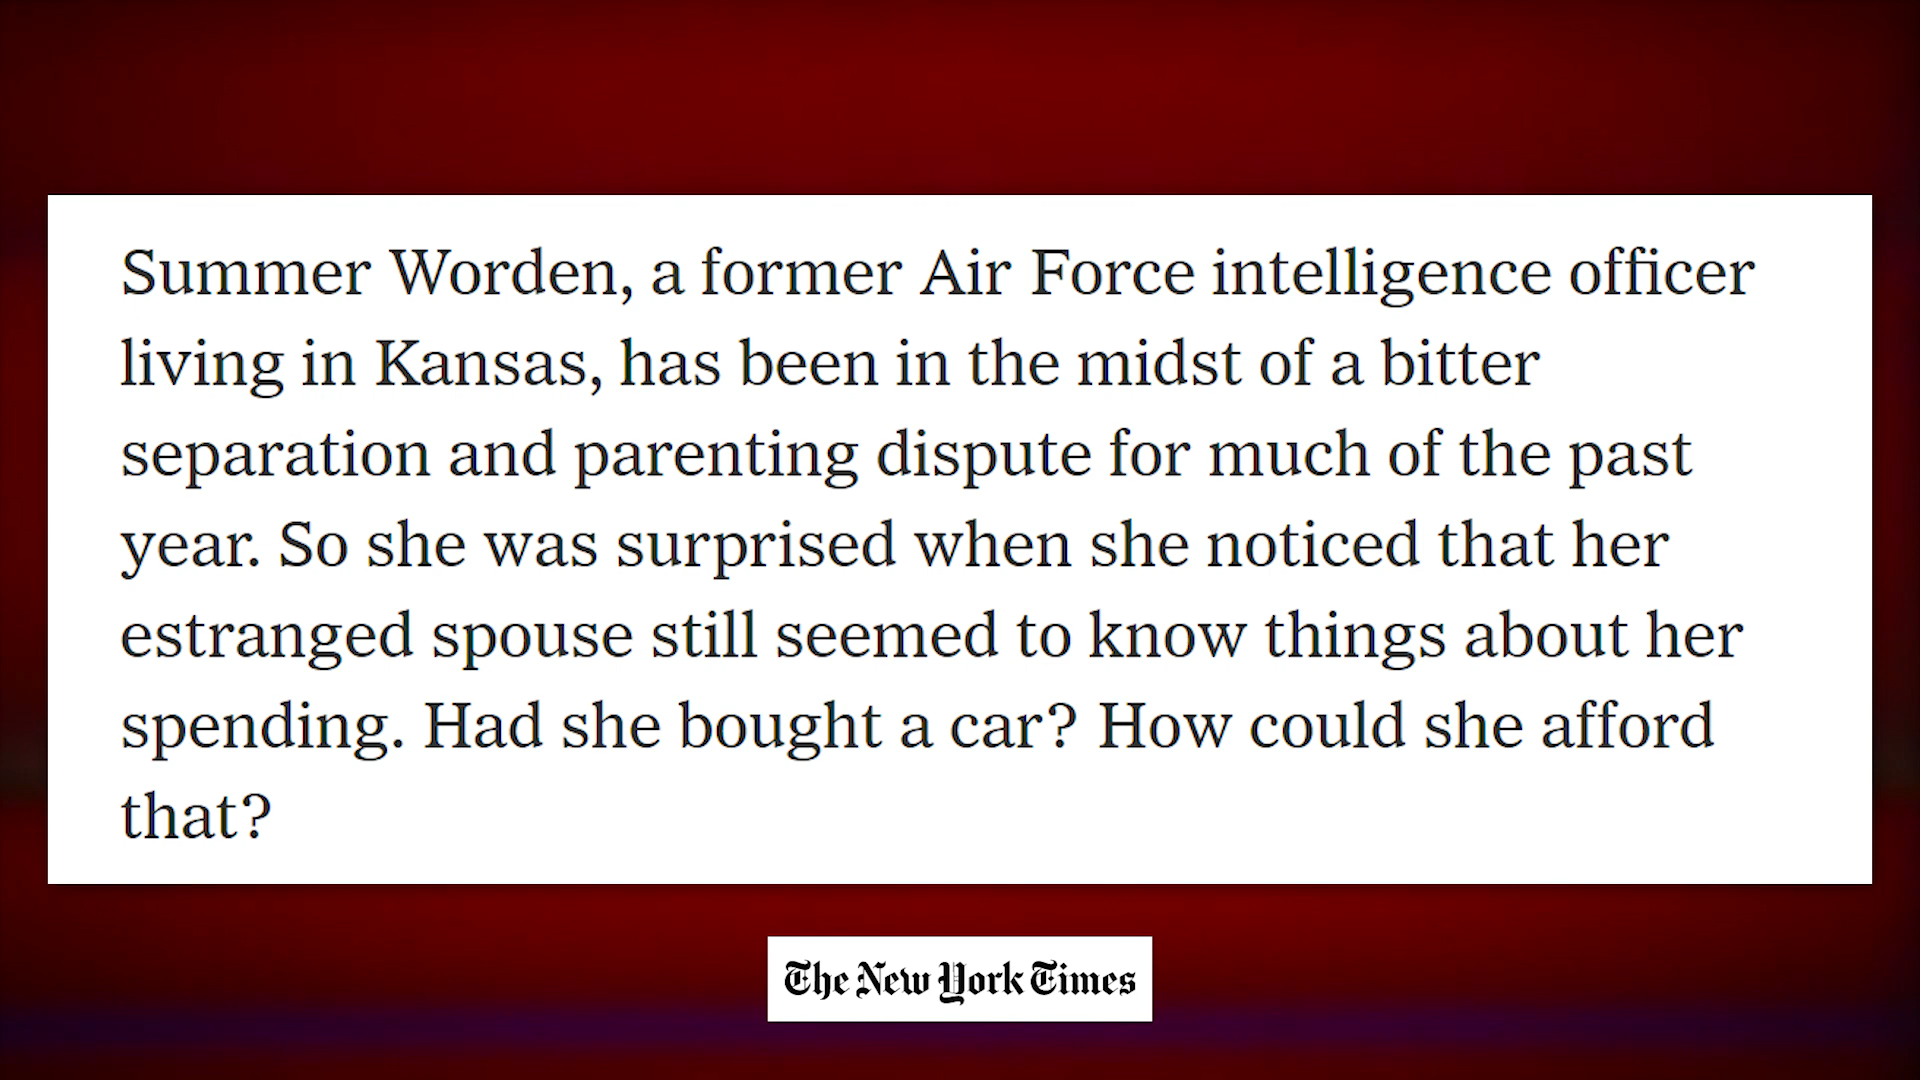 Summer Worden, a former Air Force intelligence officer
living in Kansas, has been in the midst of a bitter
separation and parenting dispute for much of the past
year. So she was surprised when she noticed that her
estranged spouse still seemed to know things about her
spending. Had she bought a car? How could she afford
that?
The New York Times